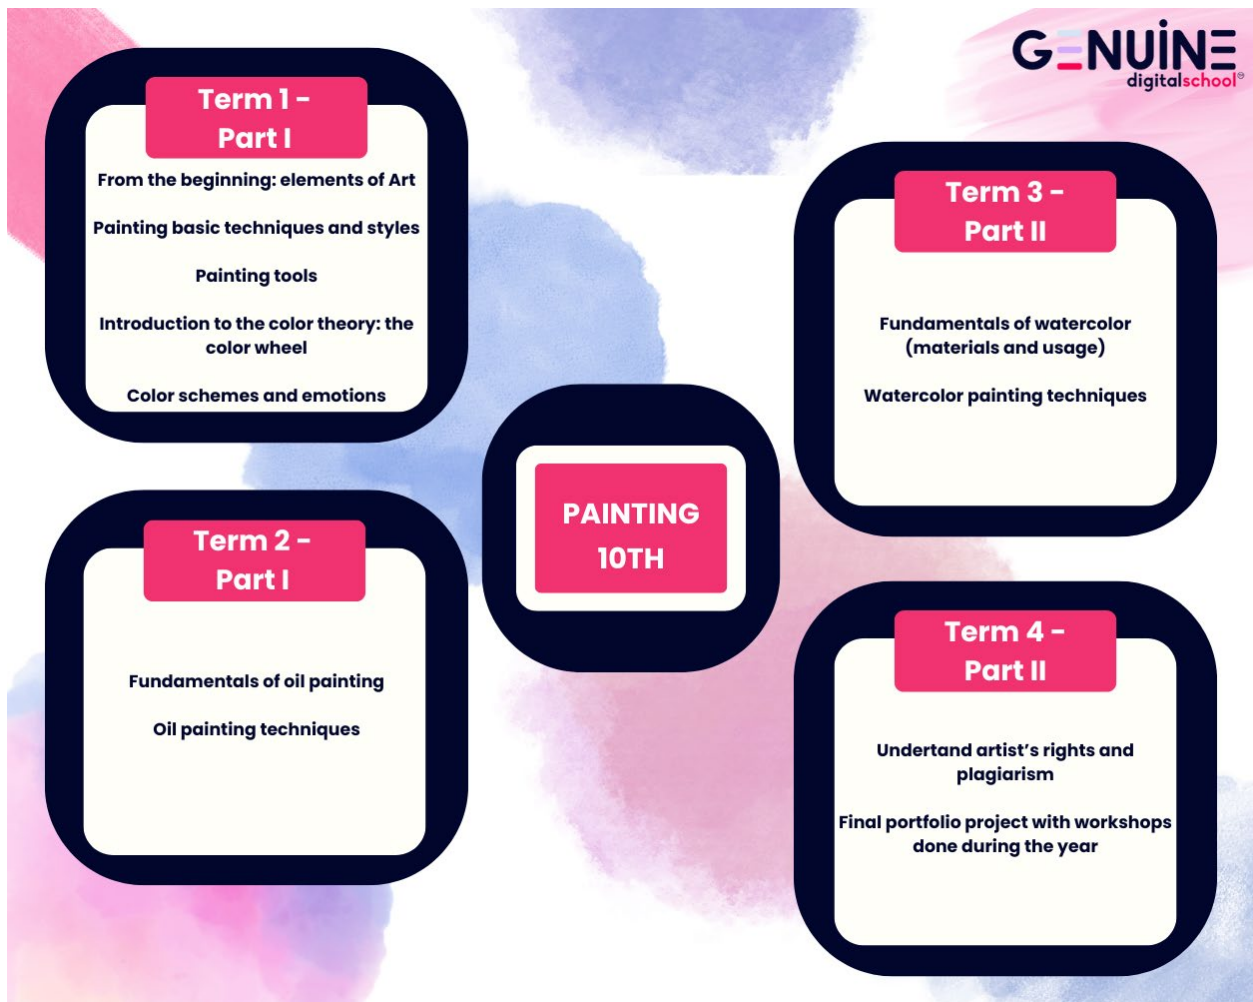 GENUINE
digitalschool
Term 1 -
Part I
From the beginning: elements of Art
Painting basic techniques and styles
Painting tools
Introduction to the color theory: the
color wheel
Color schemes and emotions
Term 2 -
Part I
Fundamentals of oil painting
Oil painting techniques
PAINTING
10TH
Term 3 -
Part II
Fundamentals of watercolor
(materials and usage)
Watercolor painting techniques
Term 4 -
Part II
Undertand artist’s rights and
plagiarism
Final portfolio project with workshops
done during the year